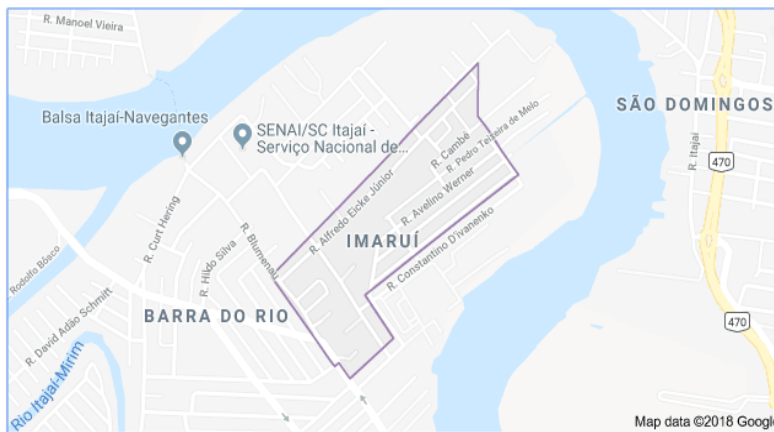 R. Manoel Vieira
Balsa Itajaí-Navegantes
SENAI/SC Itajaí -
Serviço Nacional de...
SÃO DOMINGOS
470
R. Itajaí
R. Cambé
R. Pedro Teixeira de Melo
R. Avelino Werner
R. Alfredo Eicke Júnior
IMARUÍ
R. Constantino D'ivanenko
R. Curt Hering
R. Hildo Silva
R. Blumenau
Rodolfo Bósco
BARRA DO RIO
R. David Adão Schmitt
Rio Itajaí-Mirim
470
Map data ©2018 Google